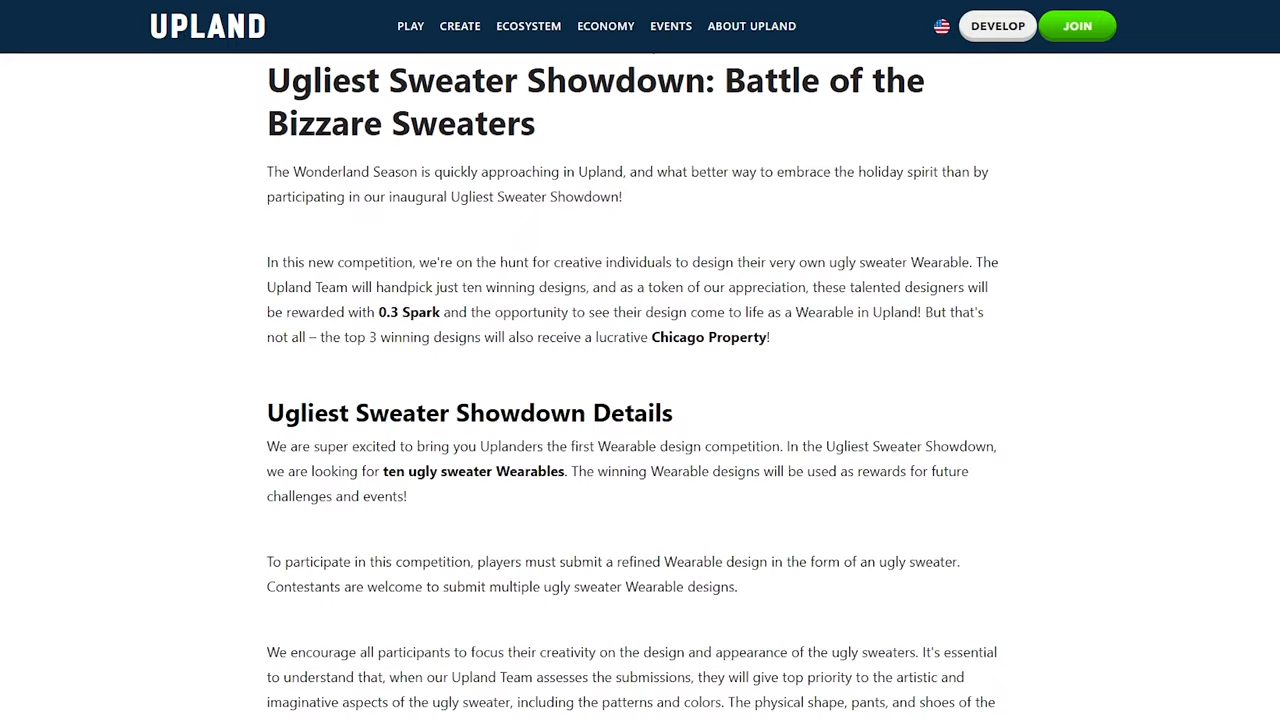 UPLAND
PLAY CREATE ECOSYSTEM ECONOMY EVENTS ABOUT UPLAND DEVELOP JOIN
Ugliest Sweater Showdown: Battle of the
Bizzare Sweaters
The Wonderland Season is quickly approaching in Upland, and what better way to embrace the holiday spirit than by
participating in our inaugural Ugliest Sweater Showdown!
In this new competition, we're on the hunt for creative individuals to design their very own ugly sweater Wearable. The
Upland Team will handpick just ten winning designs, and as a token of our appreciation, these talented designers will
be rewarded with 0.3 Spark and the opportunity to see their design come to life as a Wearable in Upland! But that's
not all – the top 3 winning designs will also receive a lucrative Chicago Property!
Ugliest Sweater Showdown Details
We are super excited to bring you Uplanders the first Wearable design competition. In the Ugliest Sweater Showdown,
we are looking for ten ugly sweater Wearables. The winning Wearable designs will be used as rewards for future
challenges and events!
To participate in this competition, players must submit a refined Wearable design in the form of an ugly sweater.
Contestants are welcome to submit multiple ugly sweater Wearable designs.
We encourage all participants to focus their creativity on the design and appearance of the ugly sweaters. It's essential
to understand that, when our Upland Team assesses the submissions, they will give top priority to the artistic and
imaginative aspects of the ugly sweater, including the patterns and colors. The physical shape, pants, and shoes of the